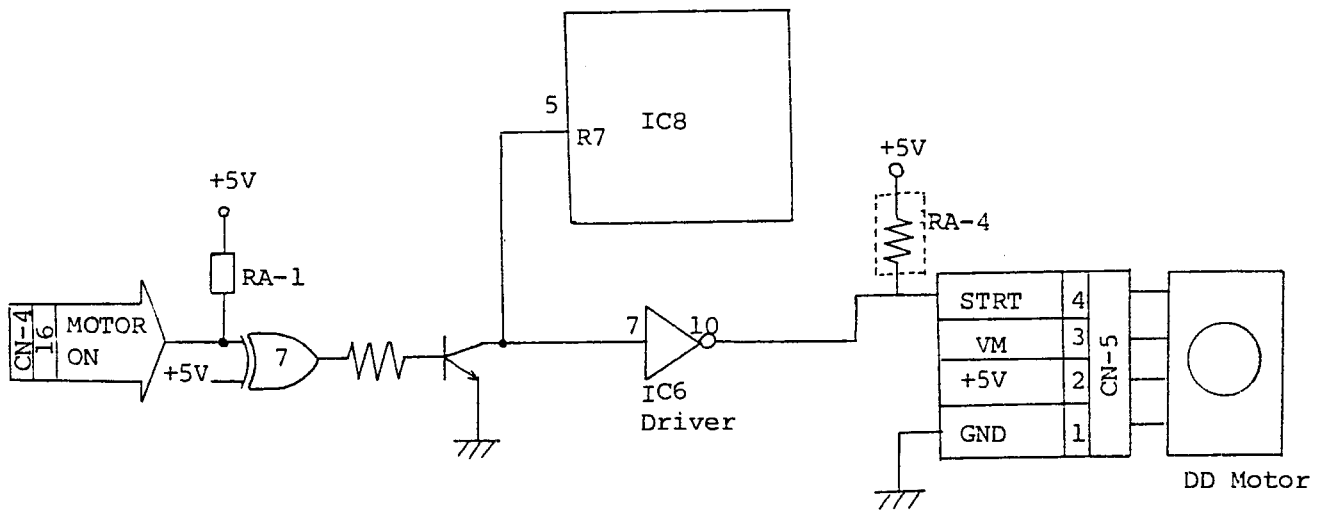 5
R7
IC8
+5V
RA-1
+5V
RA-4
CN-4
16
MOTOR
ON
+5V
7
7
10
IC6
Driver
STRT 4
VM 3
+5V 2
GND 1
CN-5
DD Motor